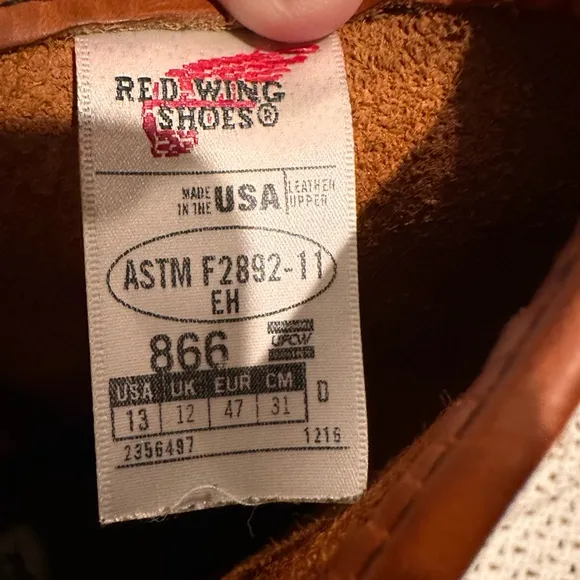 RED WING
SHOES®
MADE IN THE USA LEATHER UPPER
ASTM F2892-11
EH
866 UFCW
USA UK EUR CM D
13 12 47 31
2356497 1216